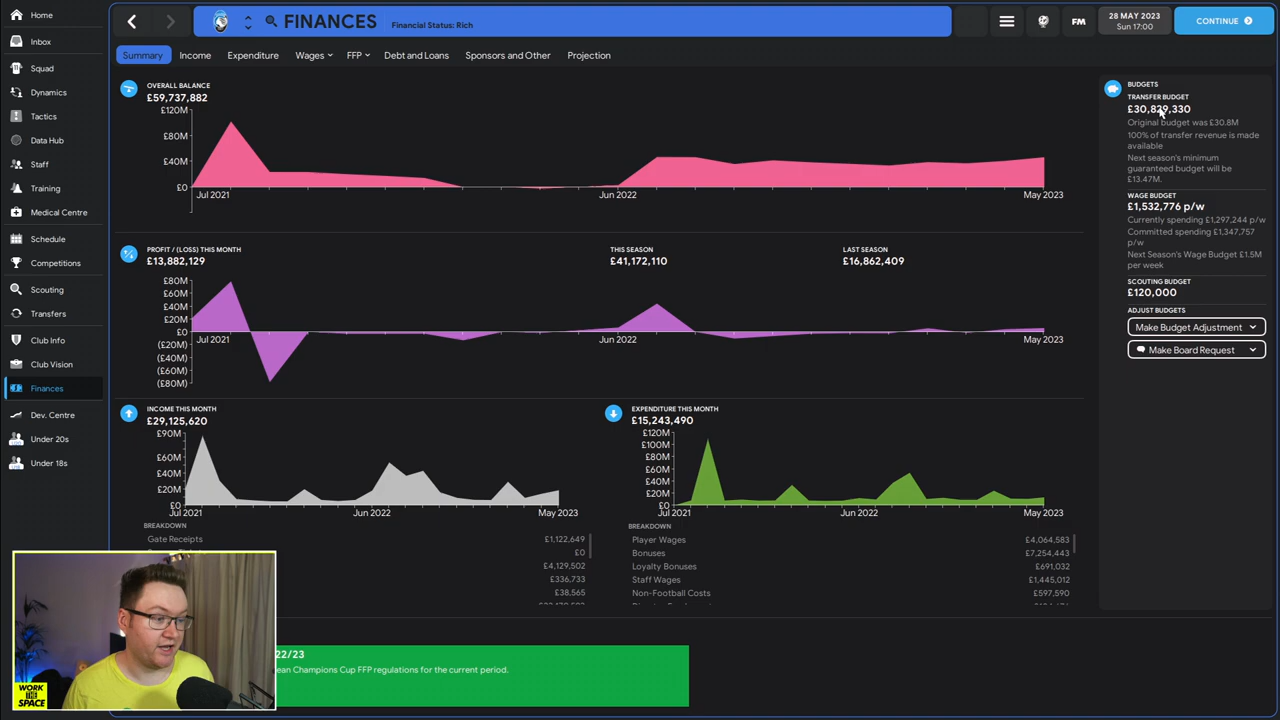 Home
Inbox
Squad
Dynamics
Tactics
Data Hub
Staff
Training
Medical Centre
Schedule
Competitions
Scouting
Transfers
Club Info
Club Vision
Finances
Dev. Centre
Under 20s
Under 18s
FINANCES
Financial Status: Rich
FM
28 MAY 2023
Sun 17:00
CONTINUE
Summary
Income
Expenditure
Wages
FFP
Debt and Loans
Sponsors and Other
Projection
OVERALL BALANCE
£59,737,882
£120M
£80M
£40M
£0
Jul 2021
Jun 2022
May 2023
PROFIT / (LOSS) THIS MONTH
£13,882,129
THIS SEASON
£41,172,110
LAST SEASON
£16,862,409
£80M
£60M
£40M
£20M
£0
(£20M)
(£40M)
(£60M)
(£80M)
Jul 2021
Jun 2022
May 2023
INCOME THIS MONTH
£29,125,620
£90M
£60M
£40M
£20M
£0
Jul 2021
Jun 2022
May 2023
BREAKDOWN
Gate Receipts £1,122,649
£0
£4,129,502
£336,733
£38,565
EXPENDITURE THIS MONTH
£15,243,490
£120M
£100M
£80M
£60M
£40M
£20M
£0
Jul 2021
Jun 2022
May 2023
BREAKDOWN
Player Wages £4,064,583
Bonuses £7,254,443
Loyalty Bonuses £691,032
Staff Wages £1,445,012
Non-Football Costs £597,590
22/23
ean Champions Cup FFP regulations for the current period.
BUDGETS
TRANSFER BUDGET
£30,829,330
Original budget was £30.8M
100% of transfer revenue is made
available
Next season's minimum
guaranteed budget will be
£13.47M.
WAGE BUDGET
£1,532,776 p/w
Currently spending £1,297,244 p/w
Committed spending £1,347,757
p/w
Next Season's Wage Budget £1.5M
per week
SCOUTING BUDGET
£120,000
ADJUST BUDGETS
Make Budget Adjustment
Make Board Request
WORK
THE
SPACE